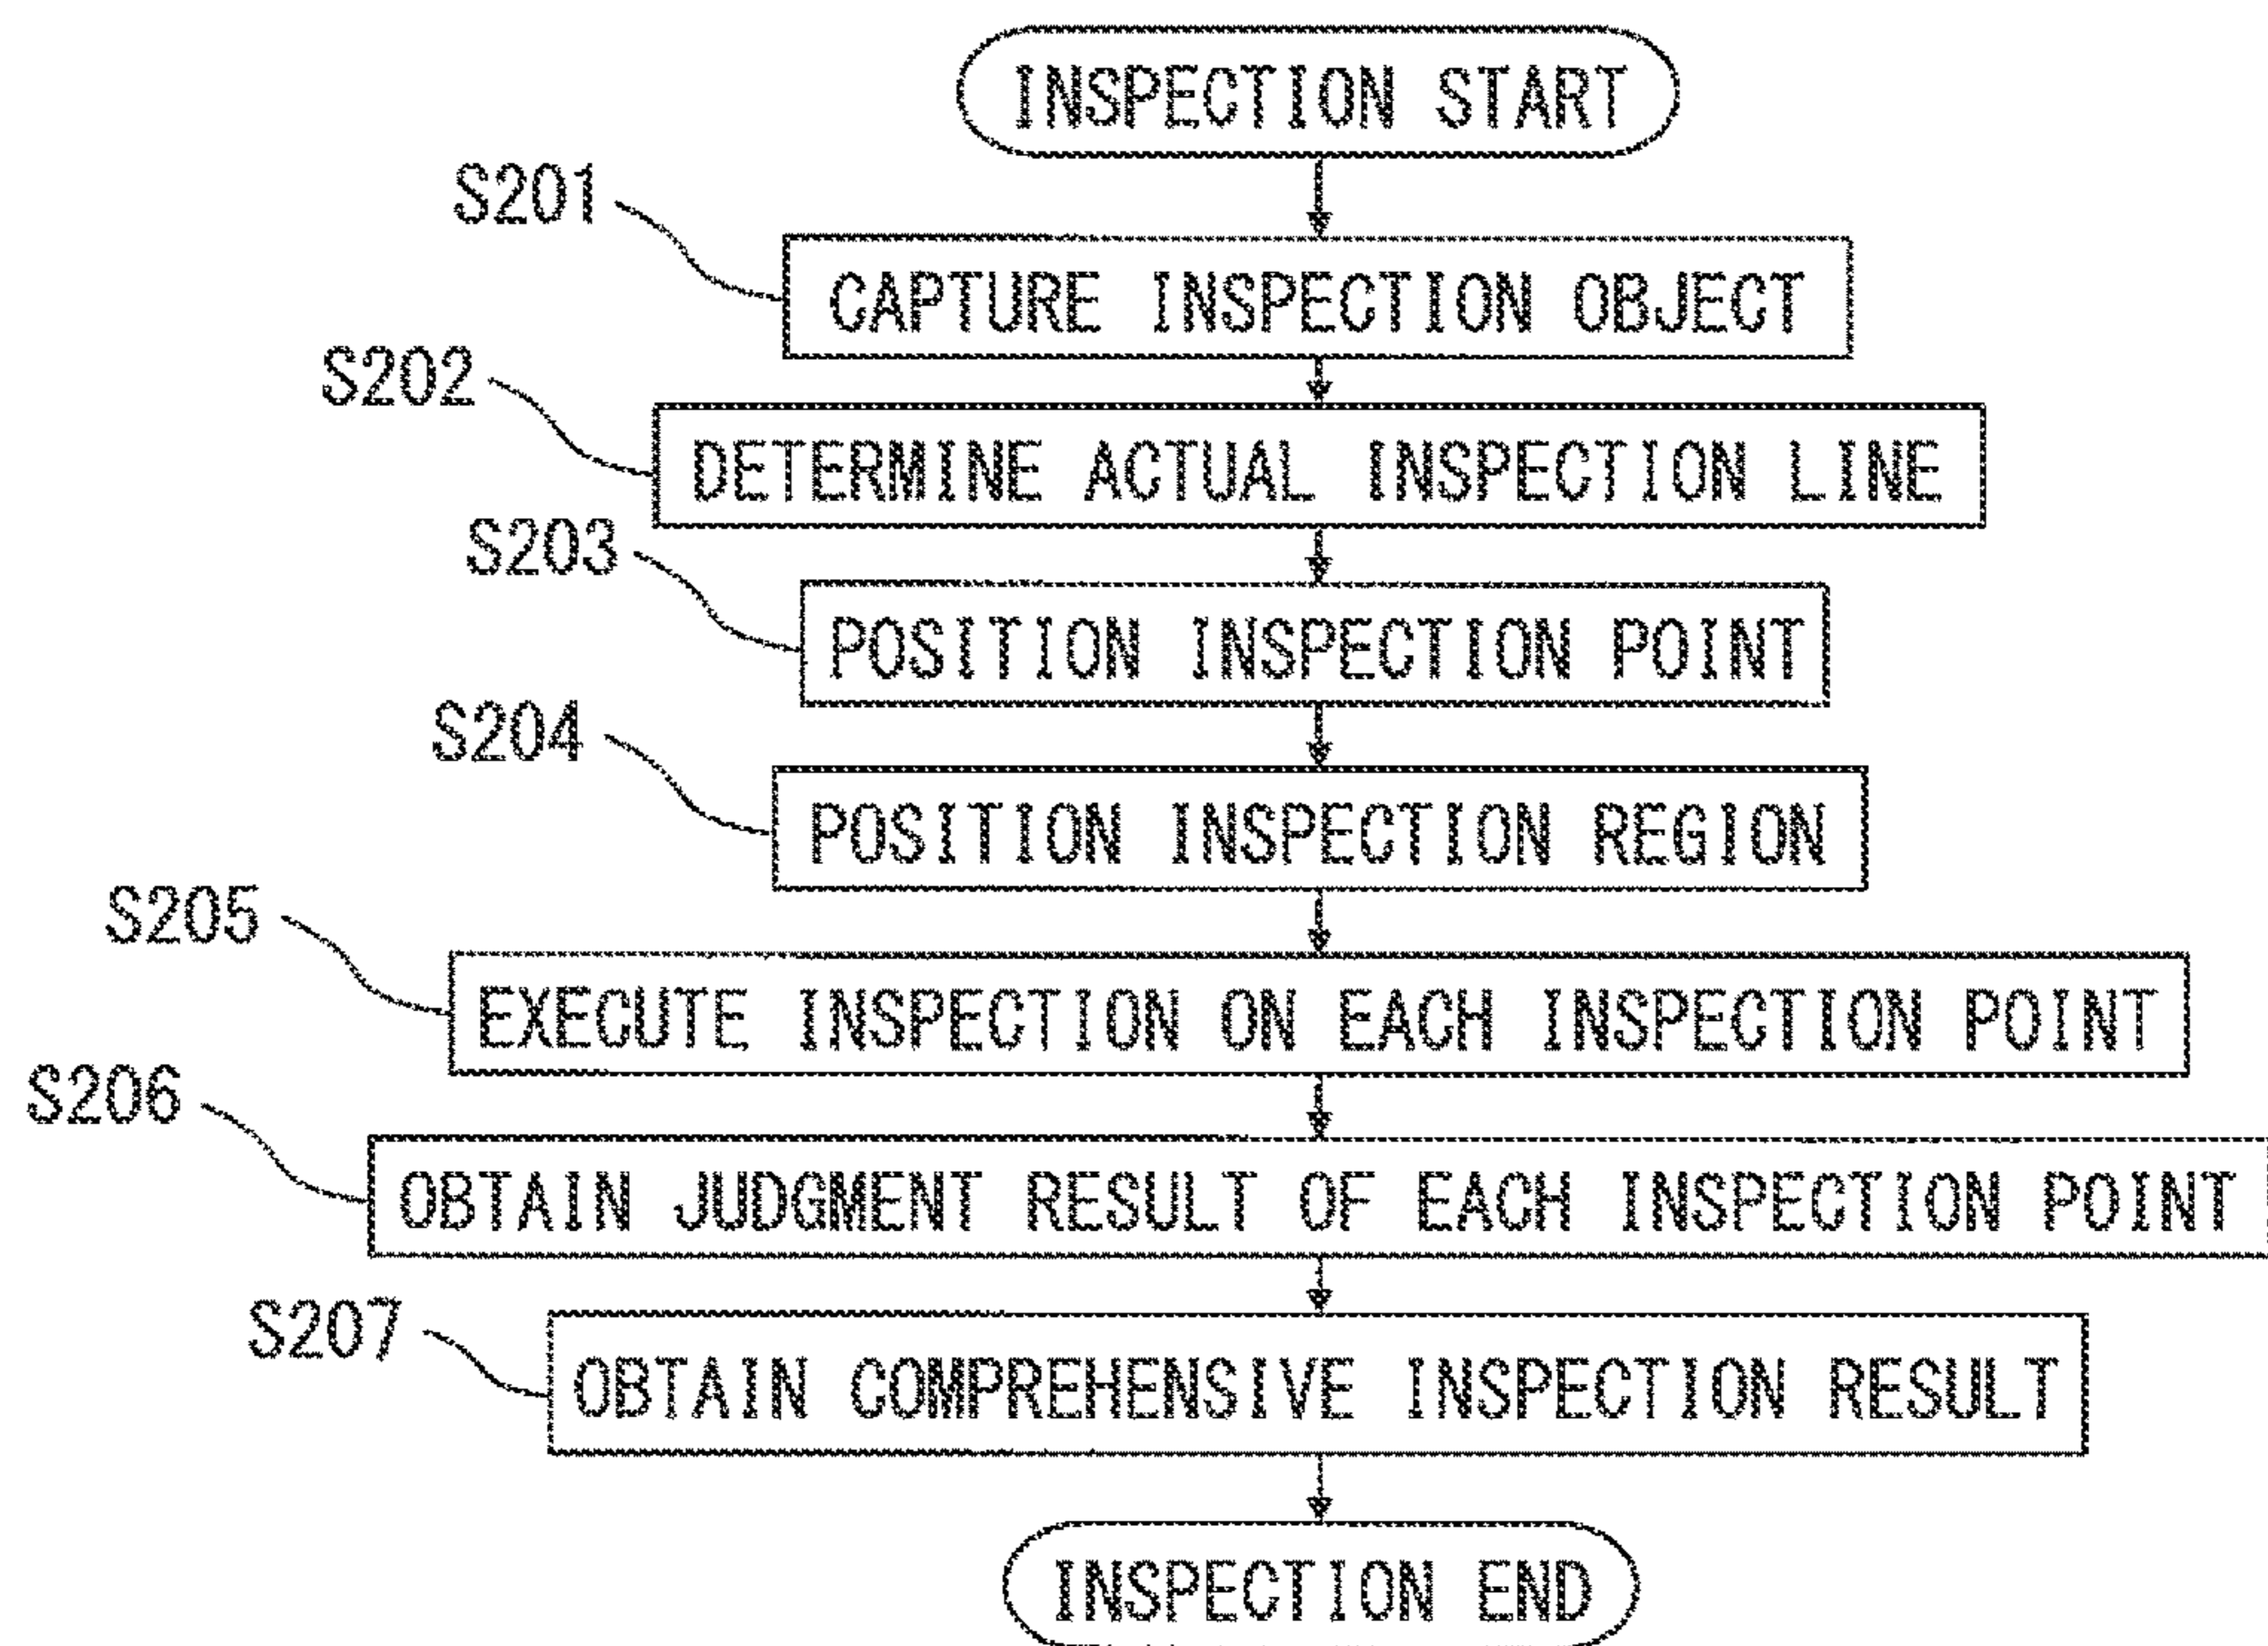 INSPECTION START
S201
CAPTURE INSPECTION OBJECT
S202
DETERMINE ACTUAL INSPECTION LINE
S203
POSITION INSPECTION POINT
S204
POSITION INSPECTION REGION
S205
EXECUTE INSPECTION ON EACH INSPECTION POINT
S206
OBTAIN JUDGMENT RESULT OF EACH INSPECTION POINT
S207
OBTAIN COMPREHENSIVE INSPECTION RESULT
INSPECTION END